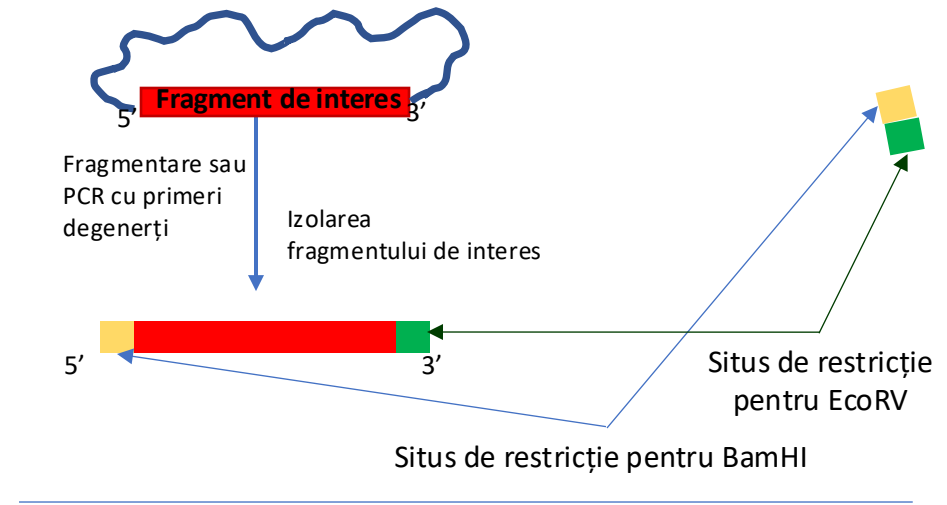 Fragment de interes
5’
3’
Fragmentare sau
PCR cu primeri
degenerți
Izolarea
fragmentului de interes
5’
3’
Situs de restricție
pentru EcoRV
Situs de restricție pentru BamHI